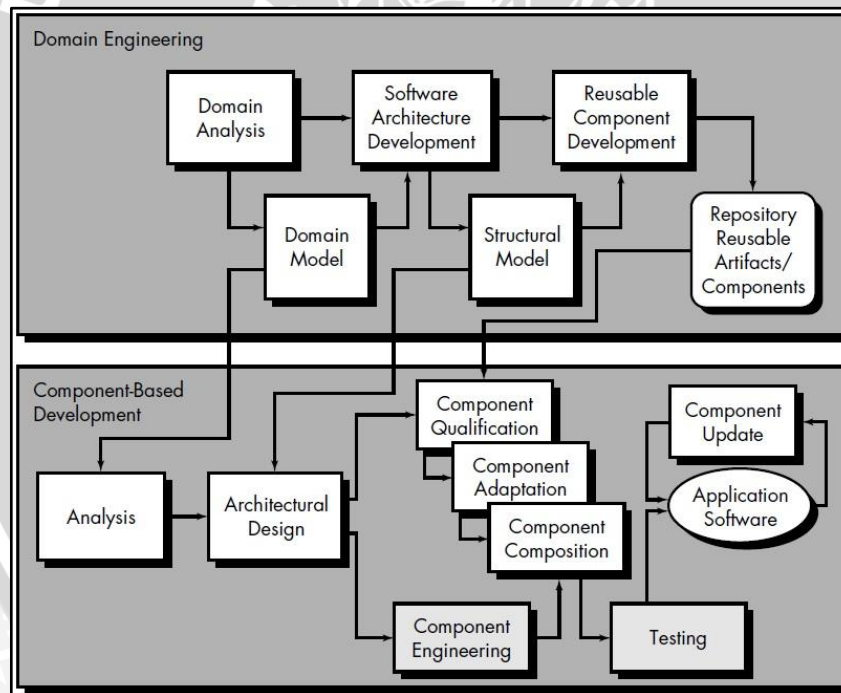 Domain Engineering
Domain
Analysis
Software
Architecture
Development
Reusable
Component
Development
Domain
Model
Structural
Model
Repository
Reusable
Artifacts/
Components
Component-Based
Development
Component
Qualification
Component
Update
Component
Adaptation
Analysis
Architectural
Design
Application
Software
Component
Composition
Component
Engineering
Testing